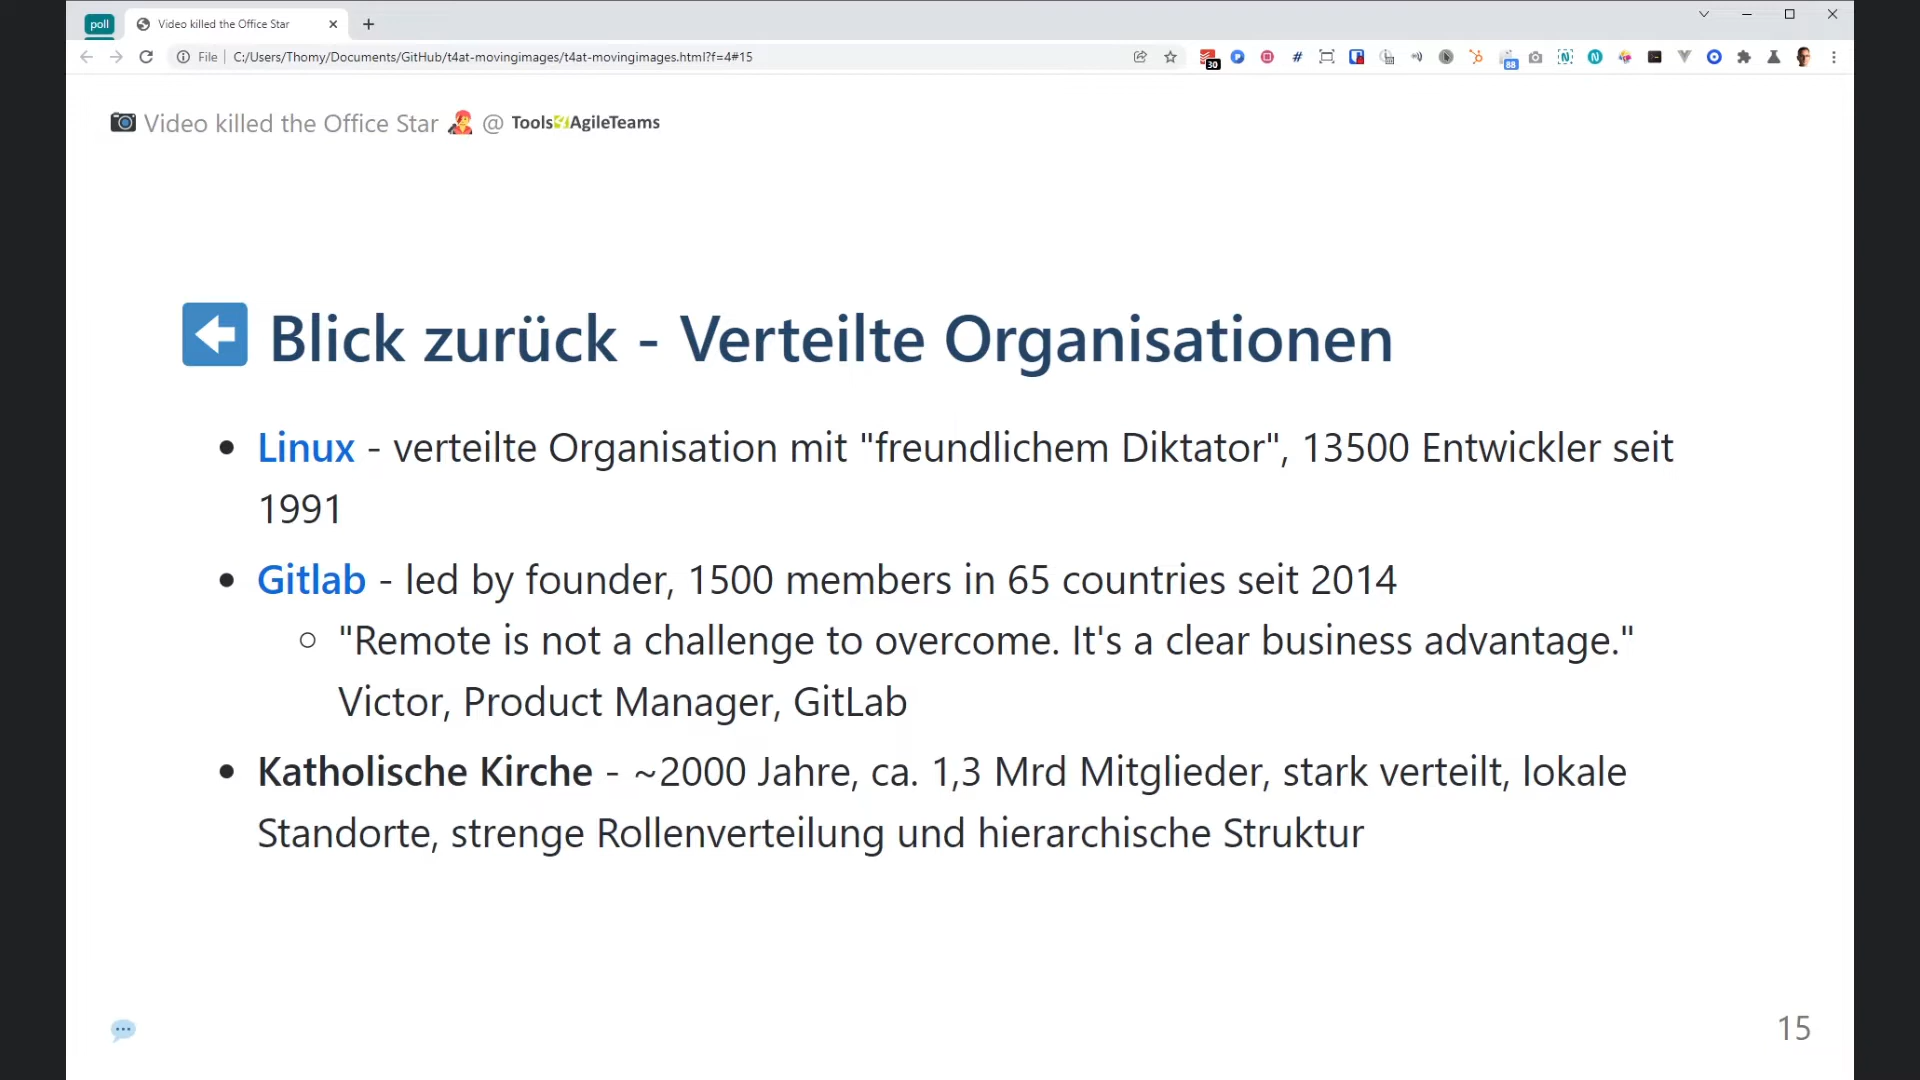 poll
Video killed the Office Star
File C:/Users/Thomy/Documents/GitHub/t4at-movingimages/t4at-movingimages.html?f=4#15
30
88
Video killed the Office Star @ Tools4AgileTeams
Blick zurück - Verteilte Organisationen
Linux - verteilte Organisation mit "freundlichem Diktator", 13500 Entwickler seit
1991
Gitlab - led by founder, 1500 members in 65 countries seit 2014
"Remote is not a challenge to overcome. It's a clear business advantage."
Victor, Product Manager, GitLab
Katholische Kirche - ~2000 Jahre, ca. 1,3 Mrd Mitglieder, stark verteilt, lokale
Standorte, strenge Rollenverteilung und hierarchische Struktur
15